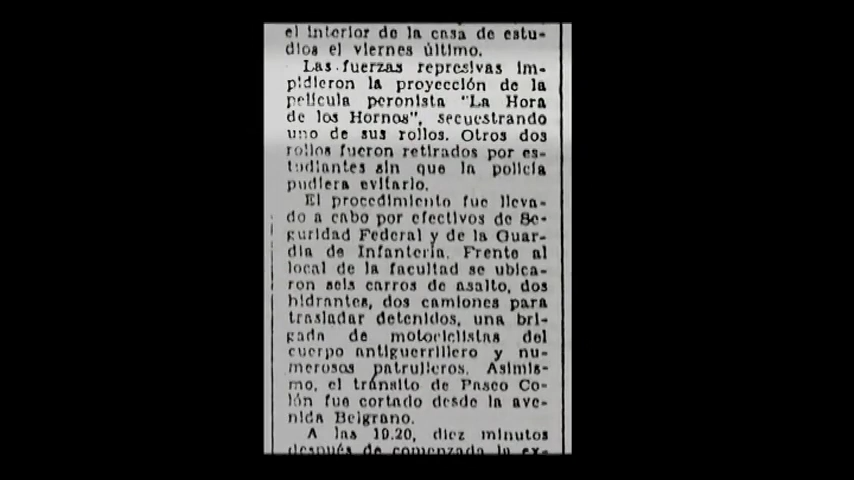 el interior de la casa de estu-
dios el viernes último.
Las fuerzas represivas im-
pidieron la proyección de la
película peronista "La Hora
de los Hornos", secuestrando
uno de sus rollos. Otros dos
rollos fueron retirados por es-
tudiantes sin que la policía
pudiera evitarlo.
El procedimiento fue lleva-
do a cabo por efectivos de Se-
guridad Federal y de la Guar-
dia de Infantería. Frente al
local de la facultad se ubica-
ron seis carros de asalto, dos
hidrantes, dos camiones para
trasladar detenidos, una bri-
gada de motociclistas del
cuerpo antiguerrillero y nu-
merosos patrulleros. Asimis-
mo, el tránsito de Paseo Co-
lón fue cortado desde la ave-
nida Belgrano.
A las 19.20, diez minutos
después de comenzada la ex-